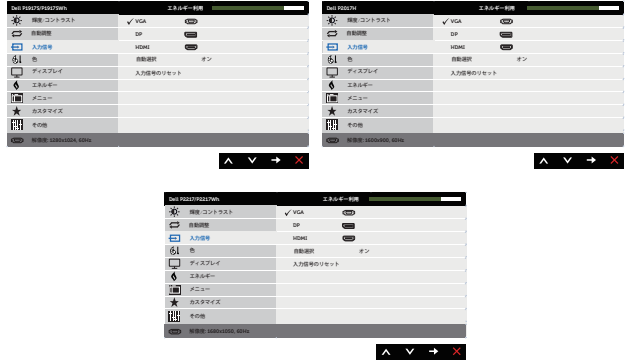 Dell P1917S/P1917SWh エネルギー利用
輝度/コントラスト ✓ VGA
自動調整 DP
入力信号 HDMI
色 自動選択 オン
ディスプレイ 入力信号のリセット
エネルギー
メニュー
カスタマイズ
その他
解像度: 1280x1024, 60Hz
Dell P2017H エネルギー利用
輝度/コントラスト ✓ VGA
自動調整 DP
入力信号 HDMI
色 自動選択 オン
ディスプレイ 入力信号のリセット
エネルギー
メニュー
カスタマイズ
その他
解像度: 1600x900, 60Hz
Dell P2217/P2217Wh エネルギー利用
輝度/コントラスト ✓ VGA
自動調整 DP
入力信号 HDMI
色 自動選択 オン
ディスプレイ 入力信号のリセット
エネルギー
メニュー
カスタマイズ
その他
解像度: 1680x1050, 60Hz